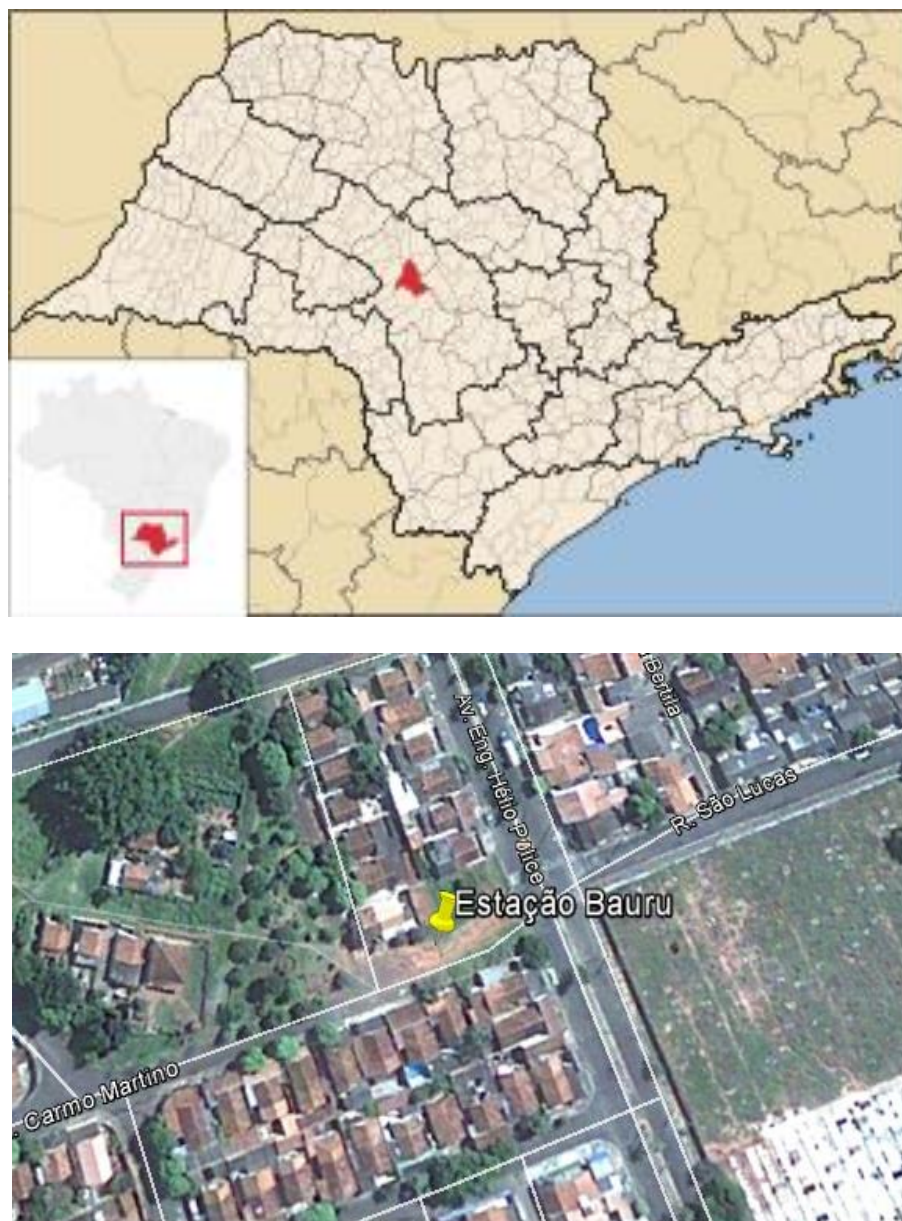 Av. Eng. Hélio Police
Bertila
R. São Lucas
Estação Bauru
. Carmo Martino